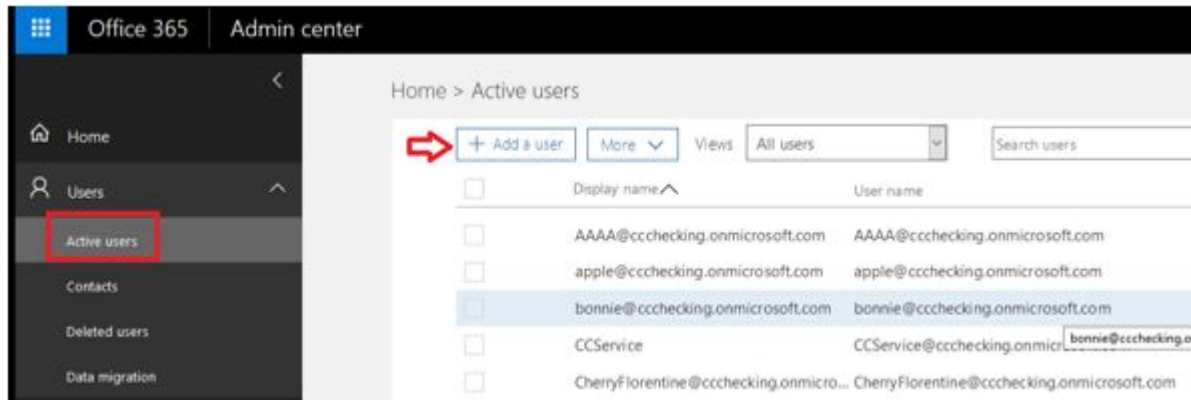 Office 365 Admin center
Home > Active users
Home
+ Add a user More Views All users Search users
Users
Display name User name
Active users
AAAA@ccchecking.onmicrosoft.com AAAA@ccchecking.onmicrosoft.com
apple@ccchecking.onmicrosoft.com apple@ccchecking.onmicrosoft.com
Contacts
bonnie@ccchecking.onmicrosoft.com bonnie@ccchecking.onmicrosoft.com
Deleted users
bonnie@ccchecking.o
CCService CCService@ccchecking.onmicr
Data migration
CherryFlorentine@ccchecking.onmicro... CherryFlorentine@ccchecking.onmicrosoft.com